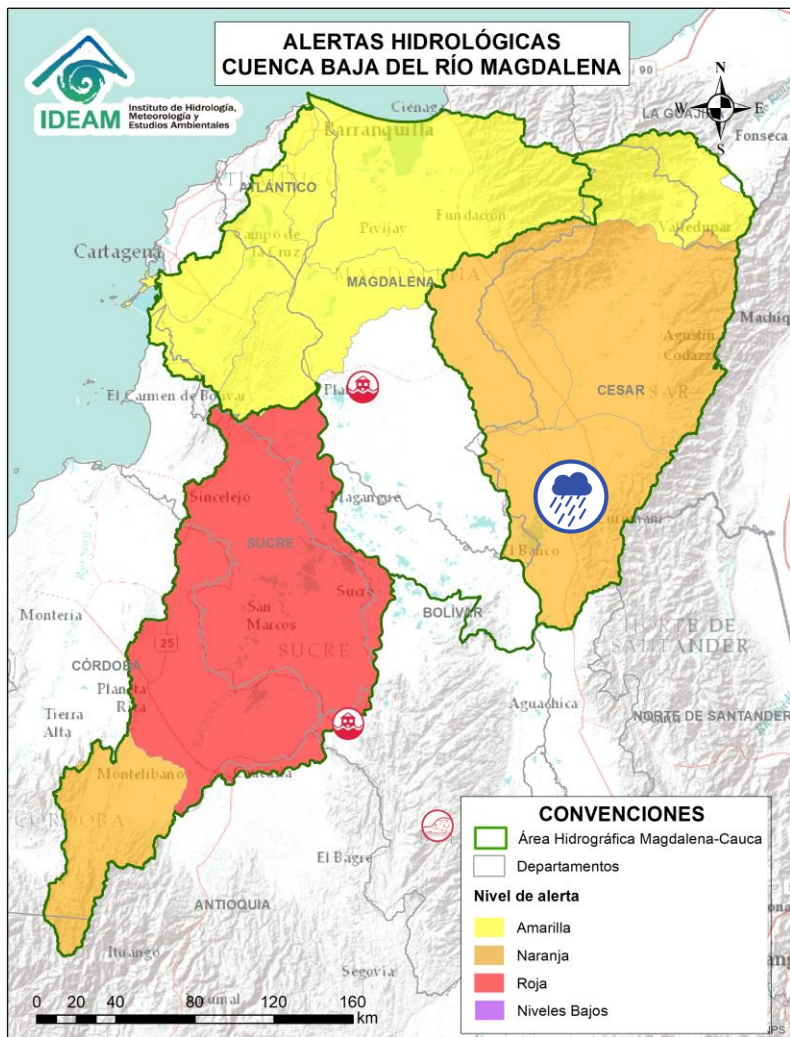 ALERTAS HIDROLÓGICAS
CUENCA BAJA DEL RÍO MAGDALENA
IDEAM
Instituto de Hidrología,
Meteorología y
Estudios Ambientales
90
N
W
E
S
LA GUAJIRA
Fonseca
Ciénaga
Barranquilla
ATLÁNTICO
Valledupar
Fundación
Pivijay
Campo de
la Cruz
Cartagena
MAGDALENA
MAGDALENA
Agustín
Codazzi
CESAR
El Carmen de Bolívar
Sincelejo
Magangue
SUCRE
El Banco
Sucre
BOLÍVAR
San
Marcos
SUCRE
Montería
NORTE DE
SANTANDER
25
CÓRDOBA
Planeta
Rica
Tierra
Alta
Aguachica
NORTE DE SANTANDER
Montelíbano
El Bagre
ANTIOQUIA
Ituango
Segovia
CONVENCIONES
Área Hidrográfica Magdalena-Cauca
Departamentos
Nivel de alerta
Amarilla
Naranja
Roja
Niveles Bajos
0 20 40 80 120 160
km